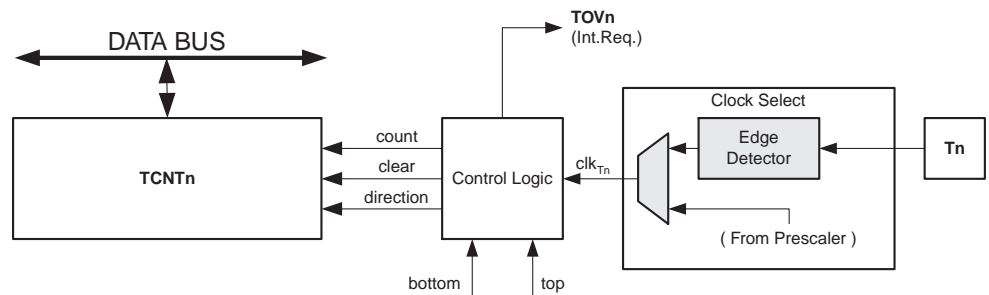 TOVn
(Int.Req.)
DATA BUS
Clock Select
Edge
Detector
Tn
TCNTn
count
clear
direction
Control Logic
clkTn
( From Prescaler )
bottom
top